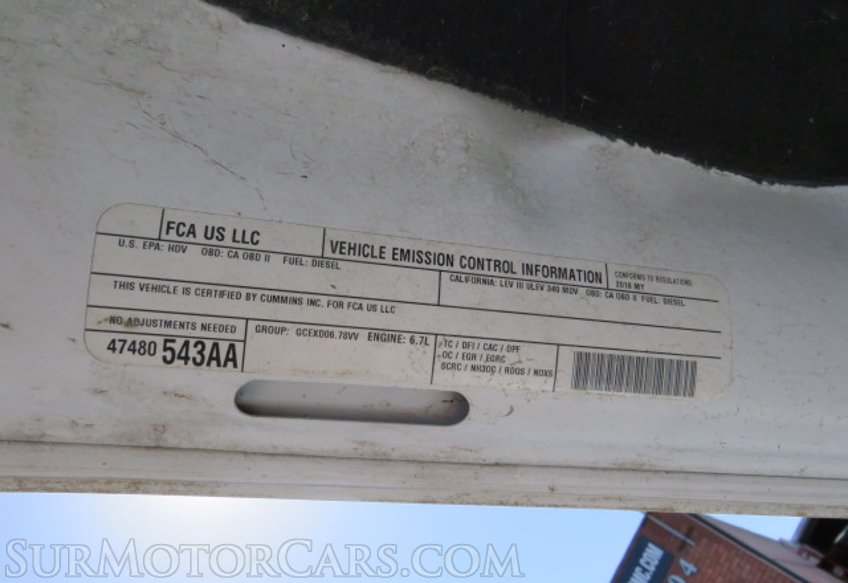 FCA US LLC
VEHICLE EMISSION CONTROL INFORMATION
CONFORMS TO REGULATIONS:
2016 MY
U.S. EPA: HDV OBD: CA OBD II FUEL: DIESEL
CALIFORNIA: LEV III ULEV 340 MDV OBD: CA OBD II FUEL: DIESEL
THIS VEHICLE IS CERTIFIED BY CUMMINS INC. FOR FCA US LLC
NO ADJUSTMENTS NEEDED
47480 543AA
GROUP: GCEXD06.78VV ENGINE: 6.7L
TC / DFI / CAC / DPF
OC / EGR / EGRC
SCRC / NH3OC / RDQS / NOXS
SURMOTORCARS.COM